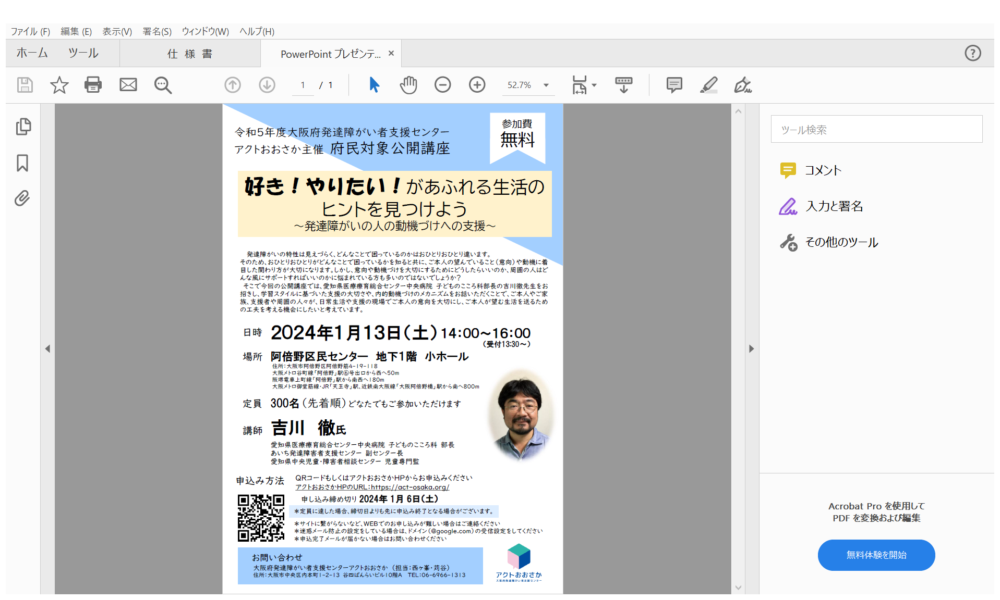 ファイル (F) 編集 (E) 表示(V) 署名(S) ウィンドウ(W) ヘルプ(H)
ホーム ツール 仕 様 書 PowerPoint プレゼンテ... ×
1 / 1 52.7%
ツール検索
コメント
入力と署名
その他のツール
Acrobat Pro を使用して
PDF を変換および編集
無料体験を開始
令和5年度大阪府発達障がい者支援センター
アクトおおさか主催 府民対象公開講座
参加費
無料
好き！やりたい！があふれる生活の
ヒントを見つけよう
～発達障がいの人の動機づけへの支援～
発達障がいの特性は見えづらく、どんなことで困っているのかはおひとりおひとり違います。
そのため、おひとりおひとりがどんなことで困っているかを知ると共に、ご本人の望んでいること（意向）や動機に着
目した関わり方が大切になります。しかし、意向や動機づけを大切にするためにどうしたらいいのか、周囲の人はど
んな風にサポートすればいいのかに悩まれている方も多いのではないでしょうか？
そこで今回の公開講座では、愛知県医療療育総合センター中央病院 子どものこころ科部長の吉川徹先生をお
招きし、学習スタイルに基づいた支援の大切さや、内的動機づけのメカニズムをお話いただくことで、ご本人やご家
族、支援者や周囲の人々が、日常生活や支援の現場でご本人の意向を大切にし、ご本人が望む生活を送るため
の工夫を考える機会にしたいと考えています。
日時 2024年1月13日（土）14：00～16：00
（受付13:30～）
場所 阿倍野区民センター 地下1階 小ホール
住所：大阪市阿倍野区阿倍野筋4-19-118
大阪メトロ谷町線「阿倍野」駅⑥号出口から西へ50m
阪堺電車上町線「阿倍野」駅から南西へ180m
大阪メトロ御堂筋線・JR「天王寺」駅、近鉄南大阪線「大阪阿倍野橋」駅から南へ800m
定員 300名（先着順）どなたでもご参加いただけます
講師 吉川 徹氏
愛知県医療療育総合センター中央病院 子どものこころ科 部長
あいち発達障害者支援センター 副センター長
愛知県中央児童・障害者相談センター 児童専門監
申込み方法 QRコードもしくはアクトおおさかHPからお申込みください
アクトおおさかHPのURL：https://act-osaka.org/
申し込み締め切り 2024年 1月 6日（土）
＊定員に達した場合、締切日よりも先に申込み終了となる場合がございます。
＊サイトに繋がらないなど、WEBでのお申し込みが難しい場合はご連絡ください
＊迷惑メール防止の設定をしている場合は、ドメイン（@google.com）の受信設定をしてください
＊申込完了メールが届かない場合はお問い合わせください
お問い合わせ
大阪府発達障がい者支援センターアクトおおさか （担当：西ヶ峯・苅谷）
住所：大阪市中央区内本町1-2-13 谷四ばんらいビル10階A TEL：06-6966-1313
アクトおおさか
大阪府発達障がい者支援センター